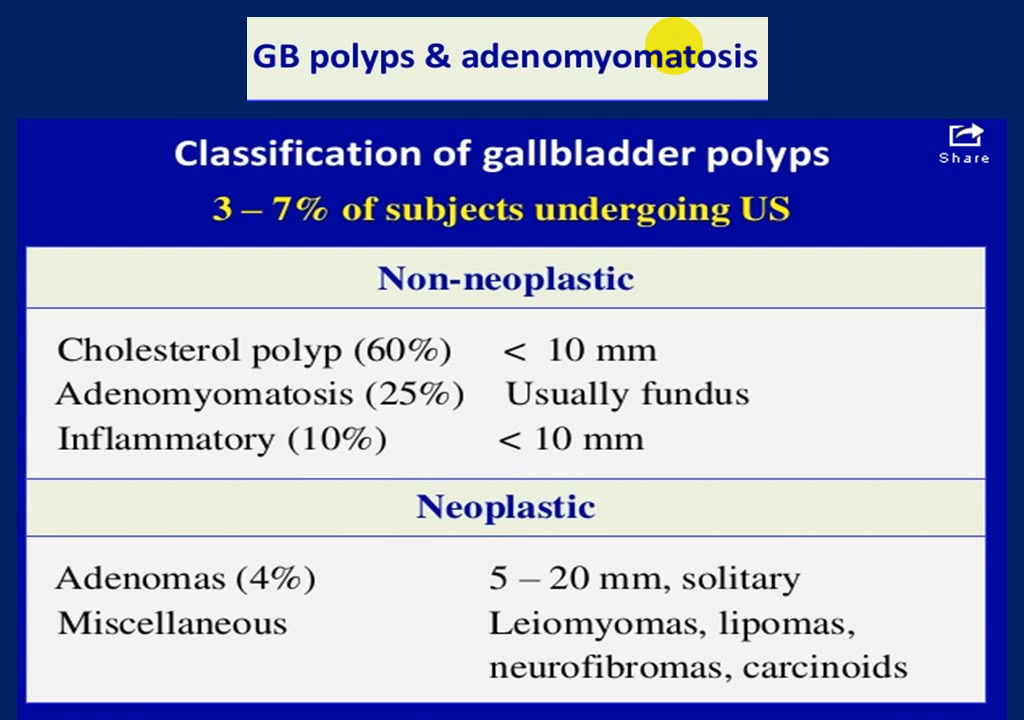 GB polyps & adenomyomatosis
Classification of gallbladder polyps
Share
3 – 7% of subjects undergoing US
Non-neoplastic
Cholesterol polyp (60%) < 10 mm
Adenomyomatosis (25%) Usually fundus
Inflammatory (10%) < 10 mm
Neoplastic
Adenomas (4%) 5 – 20 mm, solitary
Miscellaneous Leiomyomas, lipomas,
neurofibromas, carcinoids